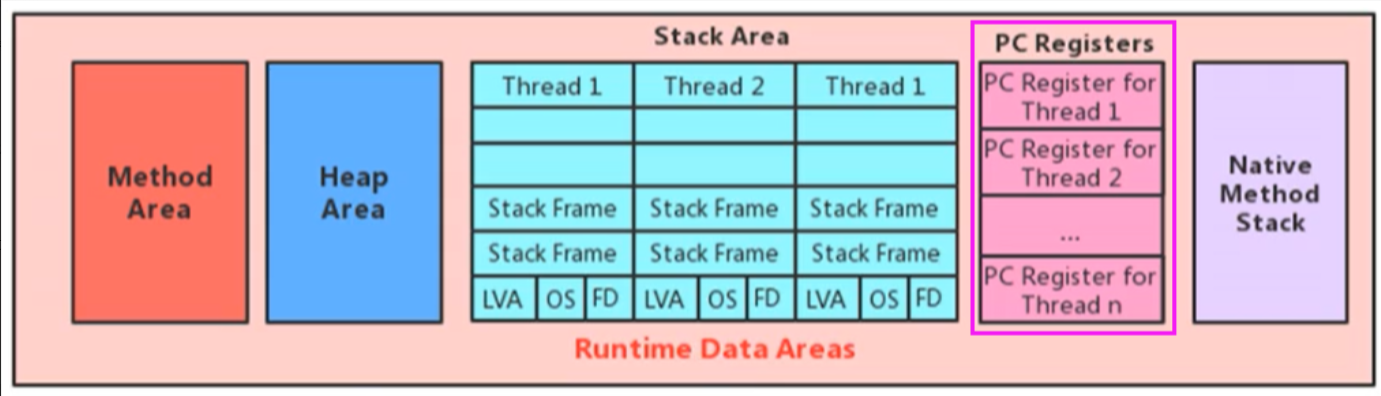 Stack Area
PC Registers
Method
Area
Heap
Area
Thread 1
Thread 2
Thread 1
Stack Frame
Stack Frame
Stack Frame
Stack Frame
Stack Frame
Stack Frame
LVA
OS
FD
LVA
OS
FD
LVA
OS
FD
PC Register for
Thread 1
PC Register for
Thread 2
...
PC Register for
Thread n
Native
Method
Stack
Runtime Data Areas